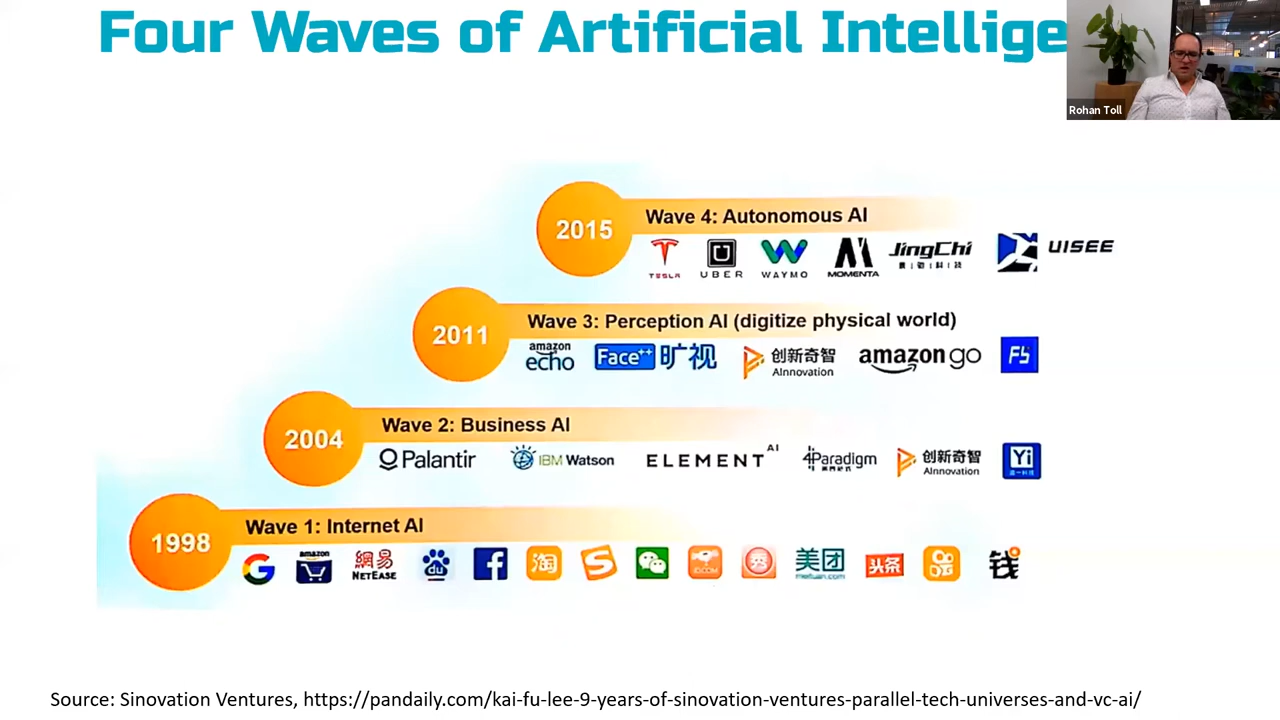 Four Waves of Artificial Intellige
Rohan Toll
2015
Wave 4: Autonomous AI
TESLA
UBER
WAYMO
MOMENTA
JingChi
UISEE
2011
Wave 3: Perception AI (digitize physical world)
amazon
echo
Face++ 旷视
创新奇智
AInnovation
amazon go
2004
Wave 2: Business AI
Palantir
IBM Watson
ELEMENT AI
4Paradigm
创新奇智
AInnovation
Yi
1998
Wave 1: Internet AI
G
amazon
網易
NETEASE
du
f
淘
S
JD.COM
美团
meituan.com
头条
钱
Source: Sinovation Ventures, https://pandaily.com/kai-fu-lee-9-years-of-sinovation-ventures-parallel-tech-universes-and-vc-ai/